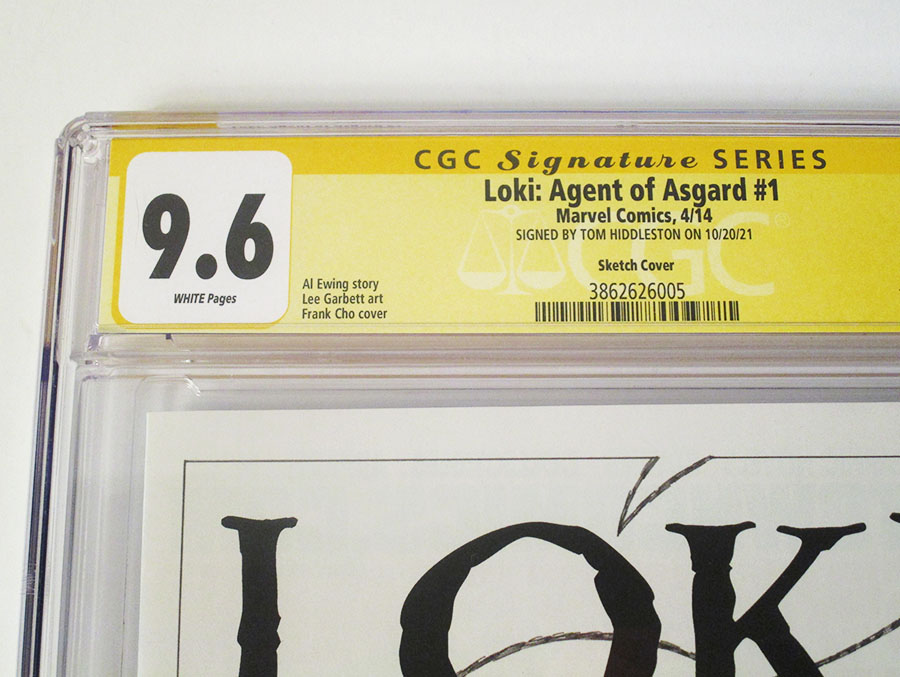 CGC Signature SERIES
Loki: Agent of Asgard #1
Marvel Comics, 4/14
SIGNED BY TOM HIDDLESTON ON 10/20/21
Sketch Cover
3862626005
CGC
9.6
WHITE Pages
Al Ewing story
Lee Garbett art
Frank Cho cover
LOK